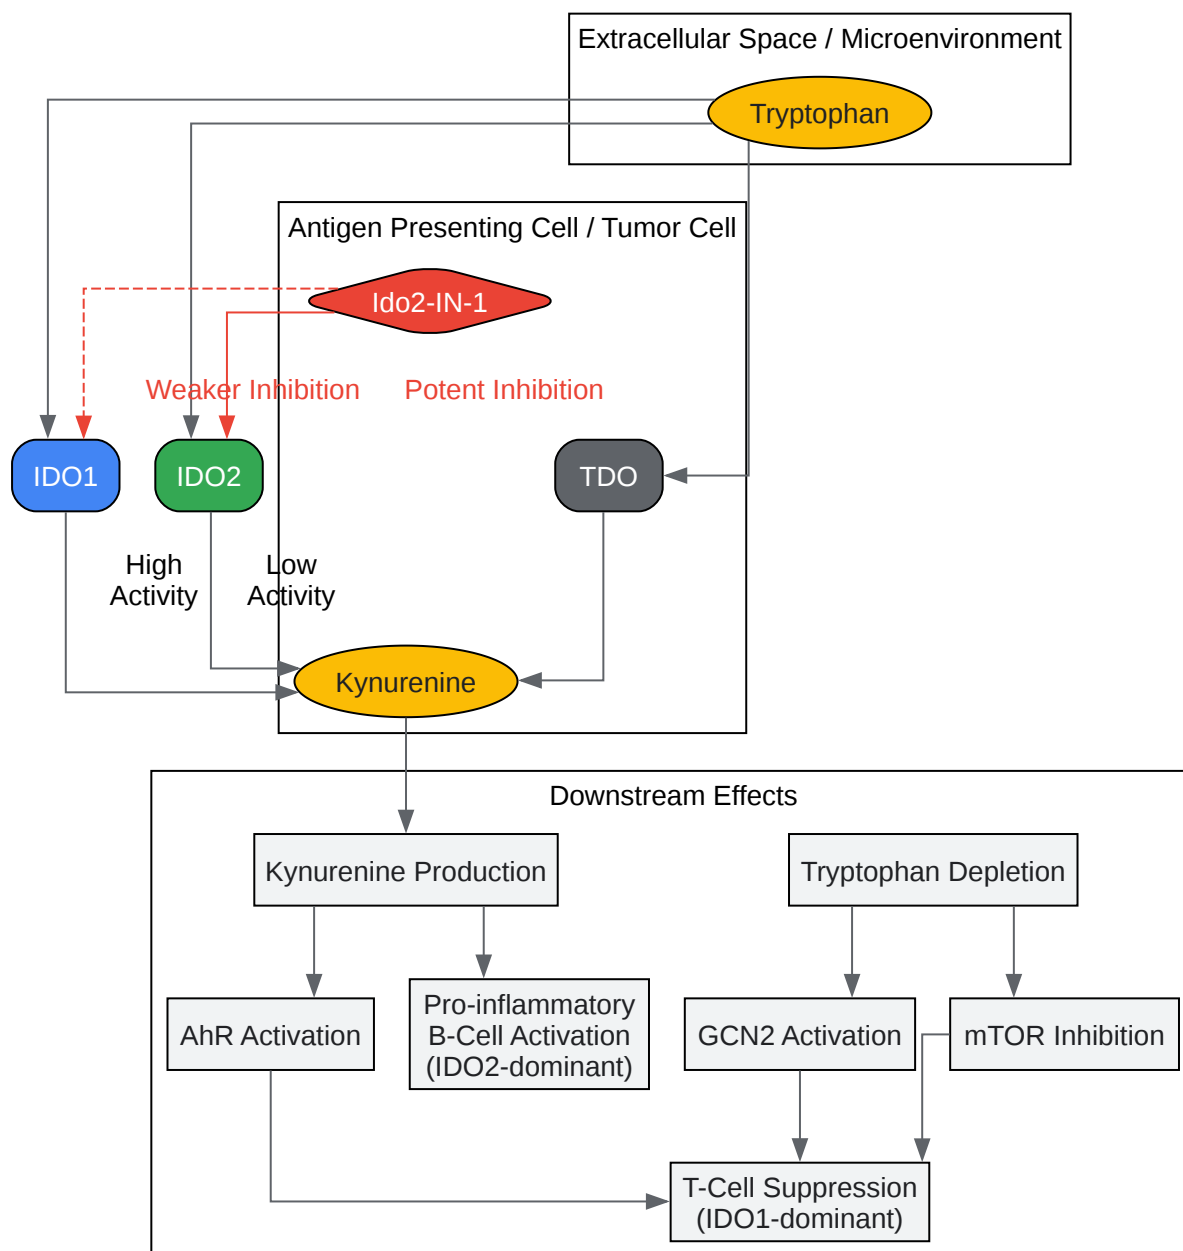 Extracellular Space / Microenvironment
Tryptophan
Antigen Presenting Cell / Tumor Cell
Ido2-IN-1
Weaker Inhibition
Potent Inhibition
IDO1
IDO2
TDO
High
Activity
Low
Activity
Kynurenine
Downstream Effects
Kynurenine Production
Tryptophan Depletion
AhR Activation
Pro-inflammatory
B-Cell Activation
(IDO2-dominant)
GCN2 Activation
mTOR Inhibition
T-Cell Suppression
(IDO1-dominant)